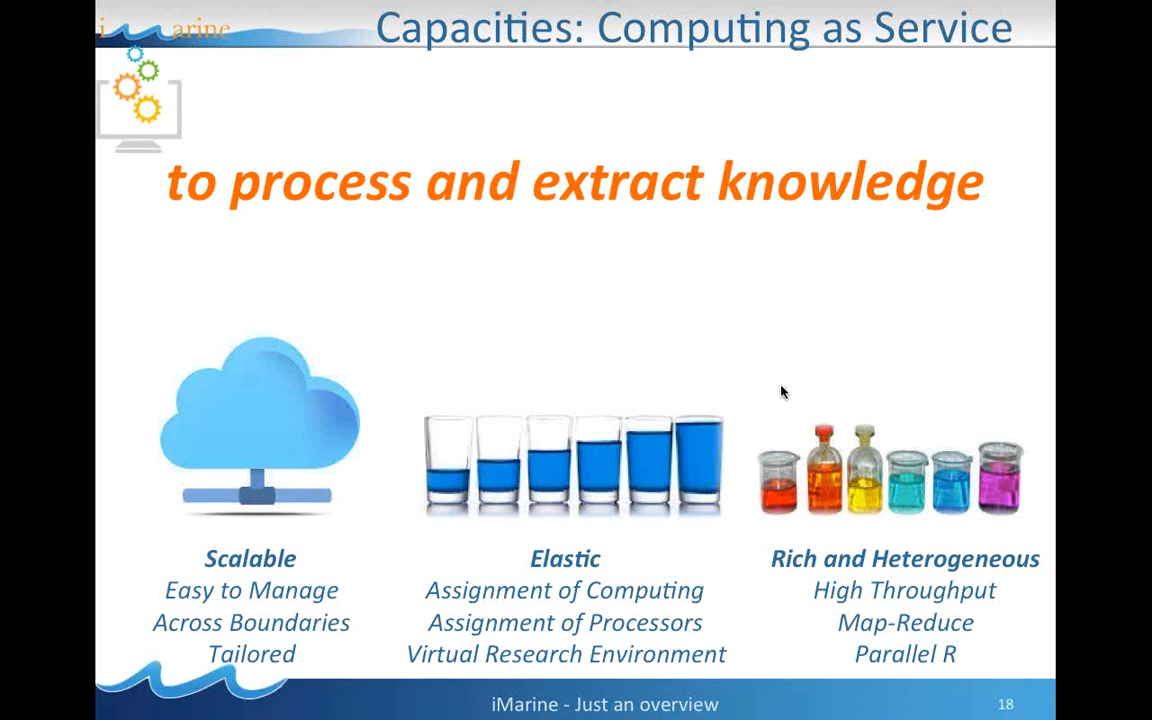 i marine
Capacities: Computing as Service
to process and extract knowledge
Scalable
Easy to Manage
Across Boundaries
Tailored
Elastic
Assignment of Computing
Assignment of Processors
Virtual Research Environment
Rich and Heterogeneous
High Throughput
Map-Reduce
Parallel R
iMarine - Just an overview
18